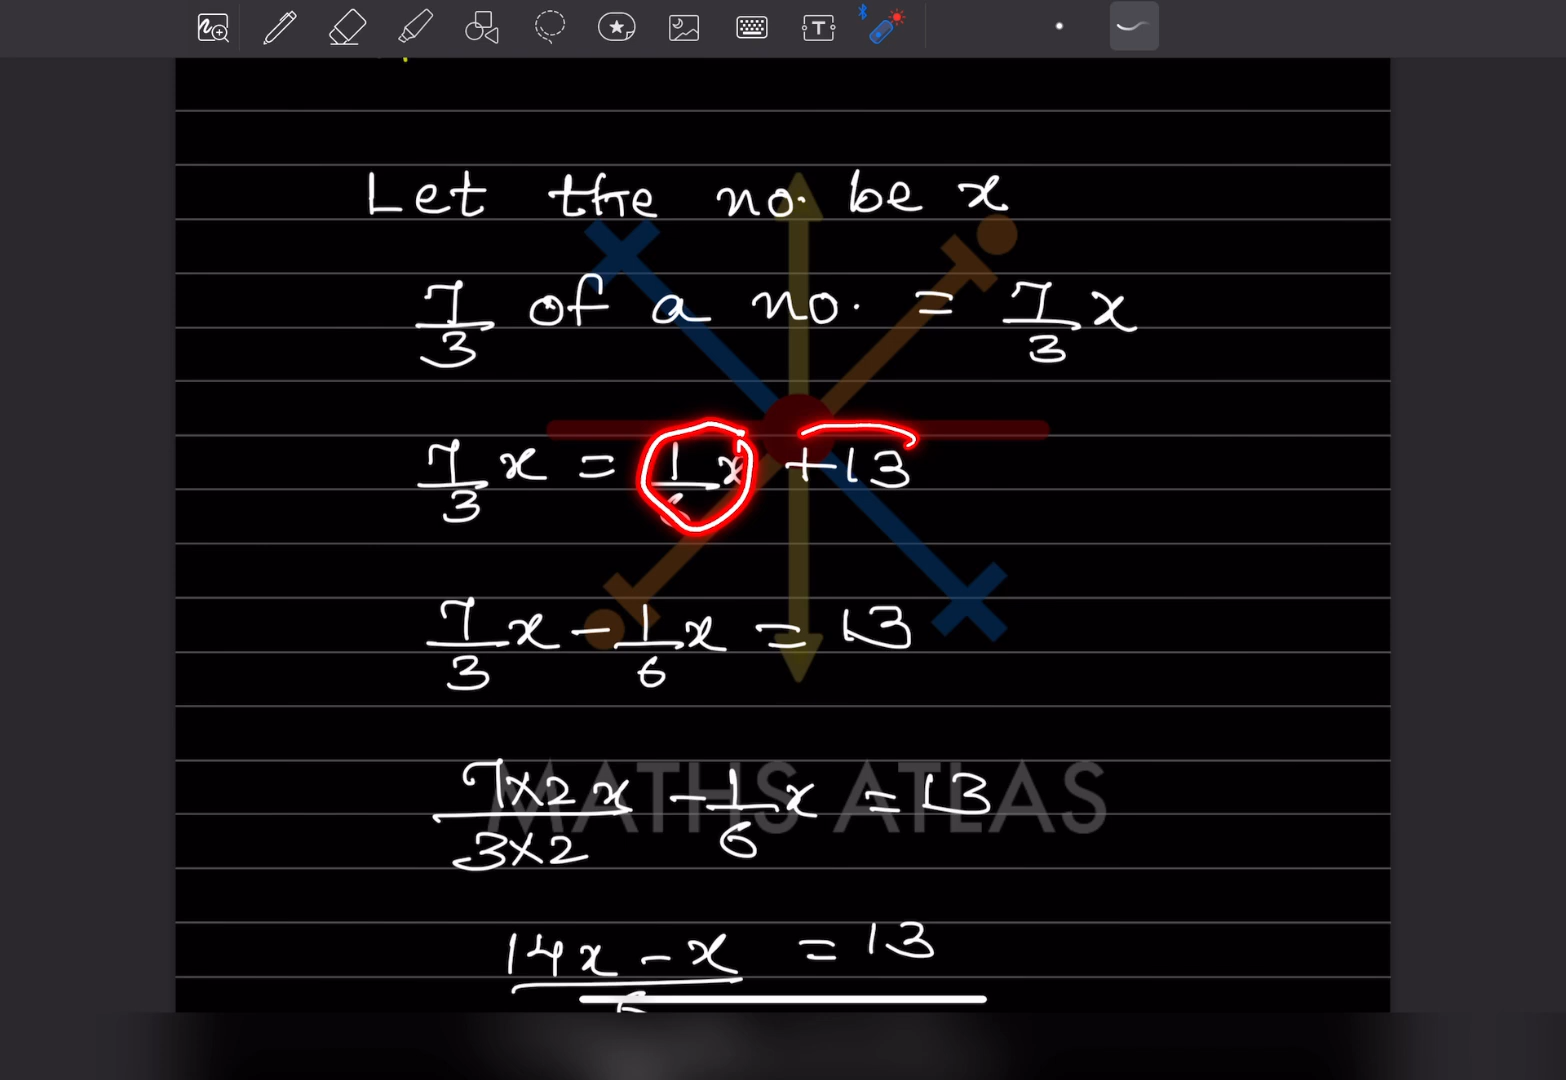 Let the no. be x
7/3 of a no. = 7/3 x
7/3 x = 1/6 x + 13
7/3 x - 1/6 x = 13
7×2x/3×2 - 1/6 x = 13
MATHS ATLAS
14x - x = 13